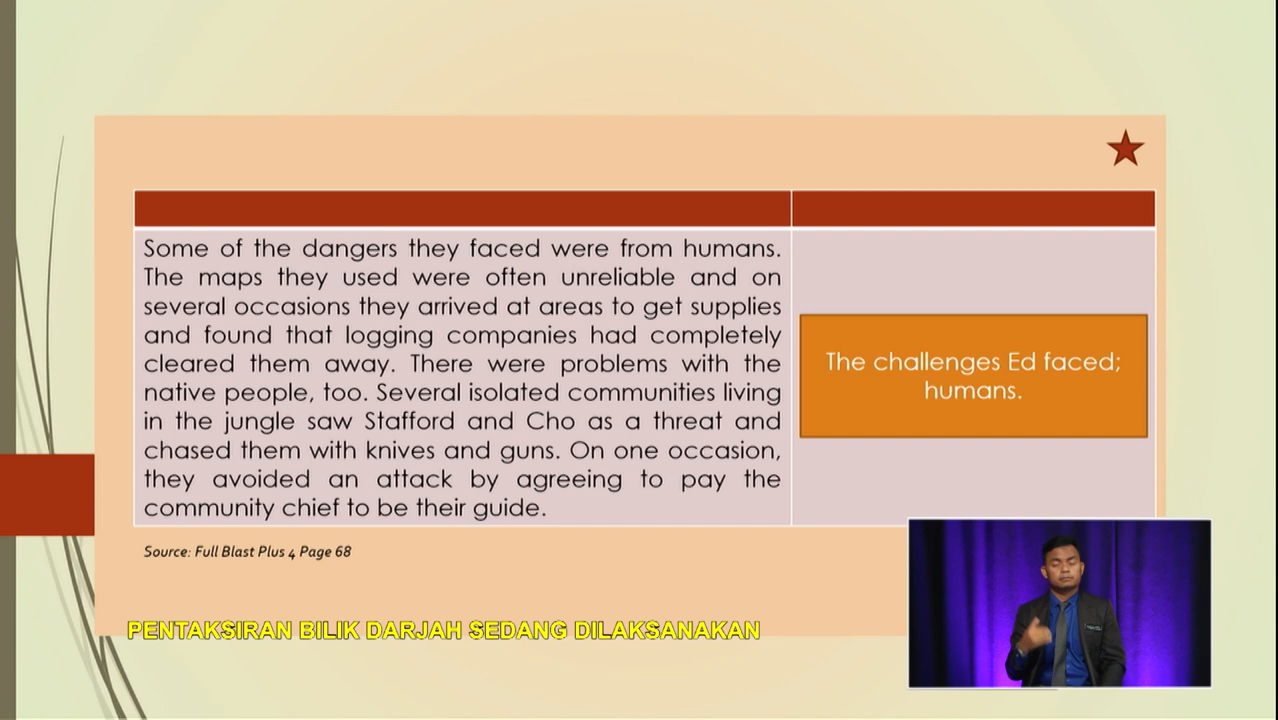 Some of the dangers they faced were from humans.
The maps they used were often unreliable and on
several occasions they arrived at areas to get supplies
and found that logging companies had completely
cleared them away. There were problems with the
native people, too. Several isolated communities living
in the jungle saw Stafford and Cho as a threat and
chased them with knives and guns. On one occasion,
they avoided an attack by agreeing to pay the
community chief to be their guide.
The challenges Ed faced;
humans.
Source: Full Blast Plus 4 Page 68
PENTAKSIRAN BILIK DARJAH SEDANG DILAKSANAKAN